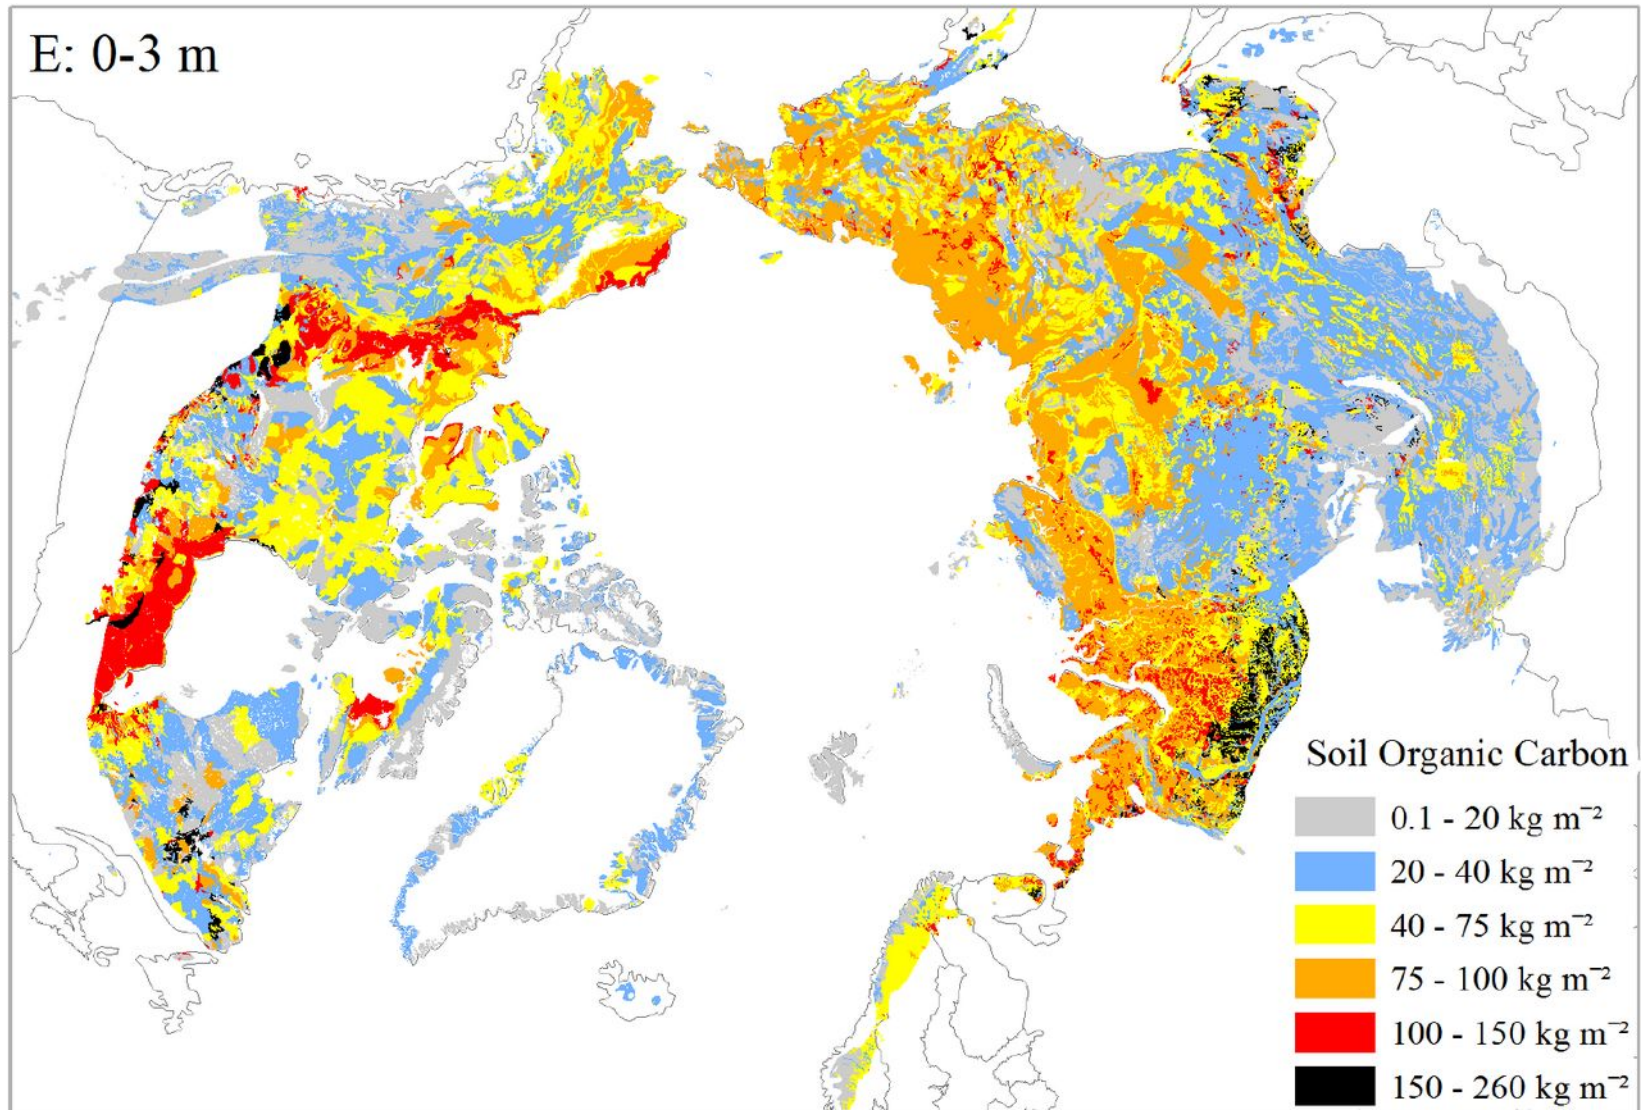 E: 0-3 m
Soil Organic Carbon
0.1 - 20 kg m⁻²
20 - 40 kg m⁻²
40 - 75 kg m⁻²
75 - 100 kg m⁻²
100 - 150 kg m⁻²
150 - 260 kg m⁻²